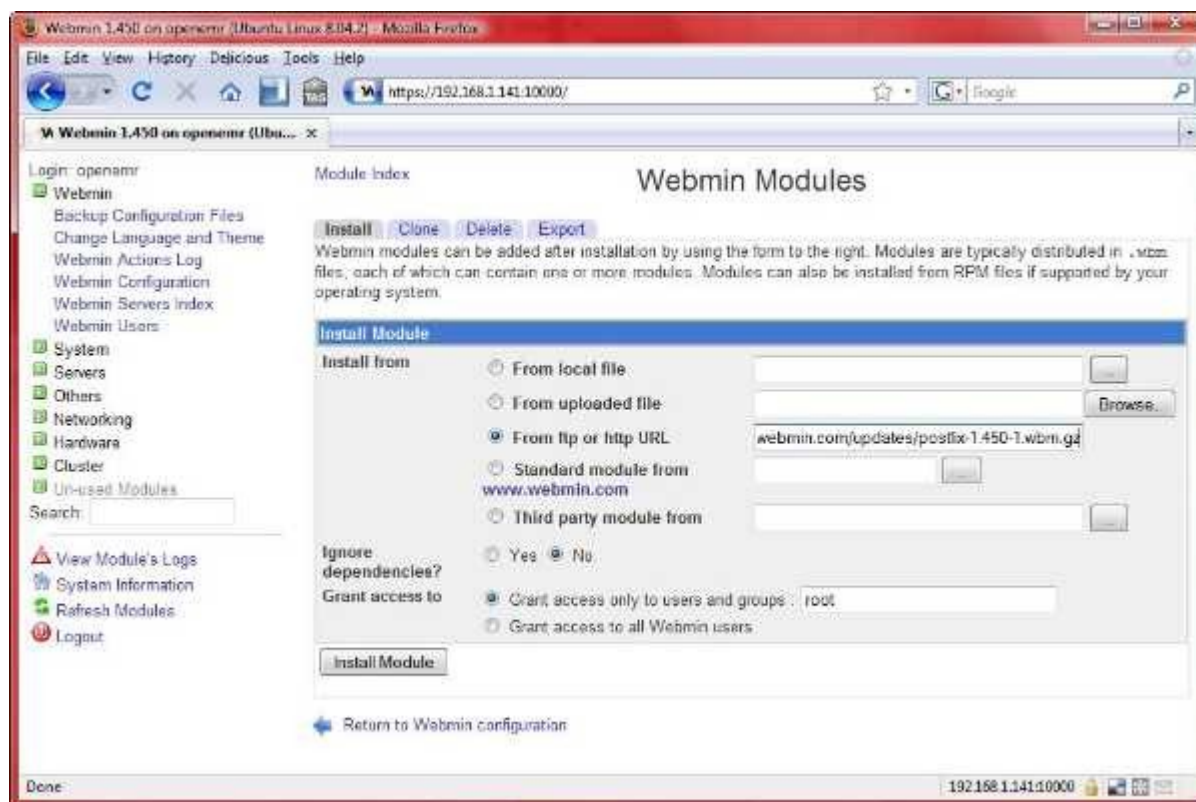 Webmin 1.450 on openemr (Ubuntu Linux 8.04.2) - Mozilla Firefox
File Edit View History Delicious Tools Help
https://192.168.1.141:10000/
Google
Webmin 1.450 on openemr (Ubu...
Login: openemr
Webmin
Backup Configuration Files
Change Language and Theme
Webmin Actions Log
Webmin Configuration
Webmin Servers Index
Webmin Users
System
Servers
Others
Networking
Hardware
Cluster
Un-used Modules
Search:
View Module's Logs
System Information
Refresh Modules
Logout
Module Index
Webmin Modules
Install Clone Delete Export
Webmin modules can be added after installation by using the form to the right. Modules are typically distributed in .wbm
files, each of which can contain one or more modules. Modules can also be installed from RPM files if supported by your
operating system.
Install Module
Install from
From local file
...
From uploaded file
Browse..
From ftp or http URL
webmin.com/updates/postfix-1.450-1.wbm.gz
Standard module from
www.webmin.com
...
Third party module from
...
Ignore
dependencies?
Yes No
Grant access to
Grant access only to users and groups : root
Grant access to all Webmin users
Install Module
Return to Webmin configuration
Done
192.168.1.141:10000